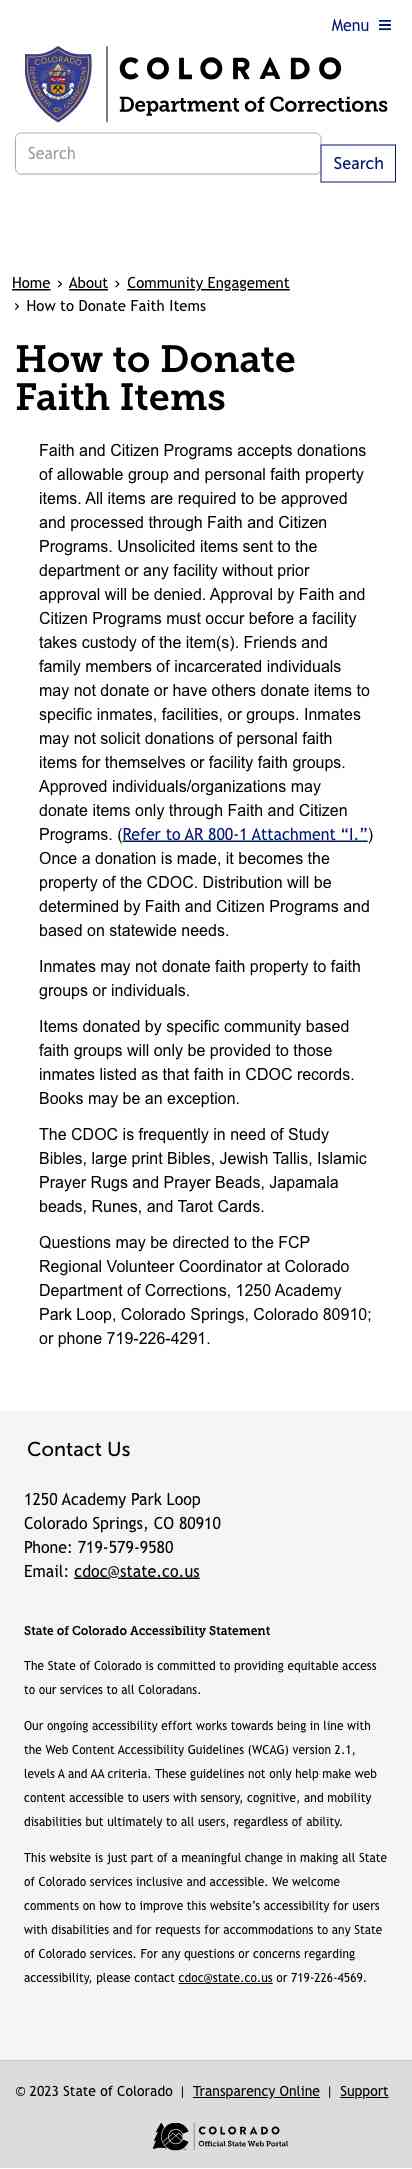 Menu
COLORADO
Department of Corrections
Search
Search
Home › About › Community Engagement
› How to Donate Faith Items
How to Donate
Faith Items
Faith and Citizen Programs accepts donations
of allowable group and personal faith property
items. All items are required to be approved
and processed through Faith and Citizen
Programs. Unsolicited items sent to the
department or any facility without prior
approval will be denied. Approval by Faith and
Citizen Programs must occur before a facility
takes custody of the item(s). Friends and
family members of incarcerated individuals
may not donate or have others donate items to
specific inmates, facilities, or groups. Inmates
may not solicit donations of personal faith
items for themselves or facility faith groups.
Approved individuals/organizations may
donate items only through Faith and Citizen
Programs. (Refer to AR 800-1 Attachment “I.”)
Once a donation is made, it becomes the
property of the CDOC. Distribution will be
determined by Faith and Citizen Programs and
based on statewide needs.
Inmates may not donate faith property to faith
groups or individuals.
Items donated by specific community based
faith groups will only be provided to those
inmates listed as that faith in CDOC records.
Books may be an exception.
The CDOC is frequently in need of Study
Bibles, large print Bibles, Jewish Tallis, Islamic
Prayer Rugs and Prayer Beads, Japamala
beads, Runes, and Tarot Cards.
Questions may be directed to the FCP
Regional Volunteer Coordinator at Colorado
Department of Corrections, 1250 Academy
Park Loop, Colorado Springs, Colorado 80910;
or phone 719-226-4291.
Contact Us
1250 Academy Park Loop
Colorado Springs, CO 80910
Phone: 719-579-9580
Email: cdoc@state.co.us
State of Colorado Accessibility Statement
The State of Colorado is committed to providing equitable access
to our services to all Coloradans.
Our ongoing accessibility effort works towards being in line with
the Web Content Accessibility Guidelines (WCAG) version 2.1,
levels A and AA criteria. These guidelines not only help make web
content accessible to users with sensory, cognitive, and mobility
disabilities but ultimately to all users, regardless of ability.
This website is just part of a meaningful change in making all State
of Colorado services inclusive and accessible. We welcome
comments on how to improve this website’s accessibility for users
with disabilities and for requests for accommodations to any State
of Colorado services. For any questions or concerns regarding
accessibility, please contact cdoc@state.co.us or 719-226-4569.
© 2023 State of Colorado | Transparency Online | Support
COLORADO
Official State Web Portal